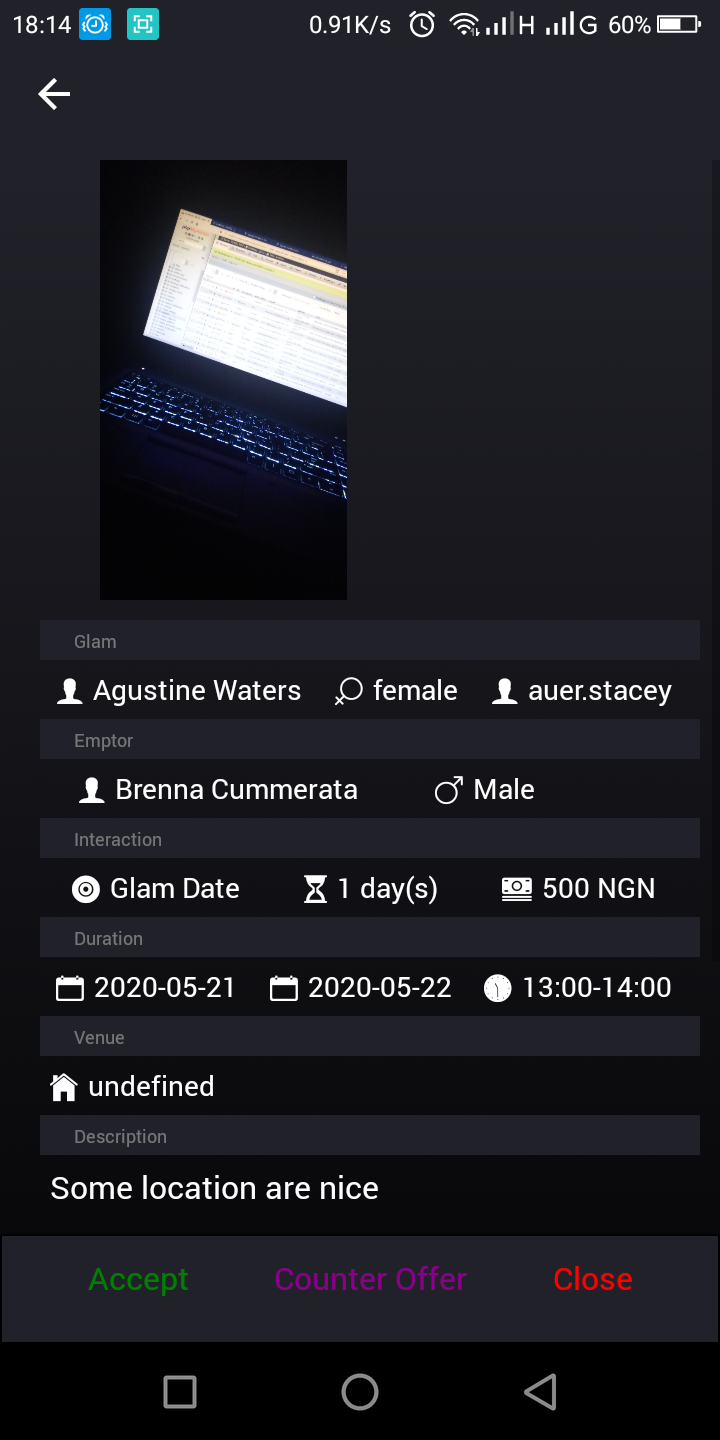 18:14 0.91K/s H G 60%
Glam
Agustine Waters female auer.stacey
Emptor
Brenna Cummerata Male
Interaction
Glam Date 1 day(s) 500 NGN
Duration
2020-05-21 2020-05-22 13:00-14:00
Venue
undefined
Description
Some location are nice
Accept Counter Offer Close